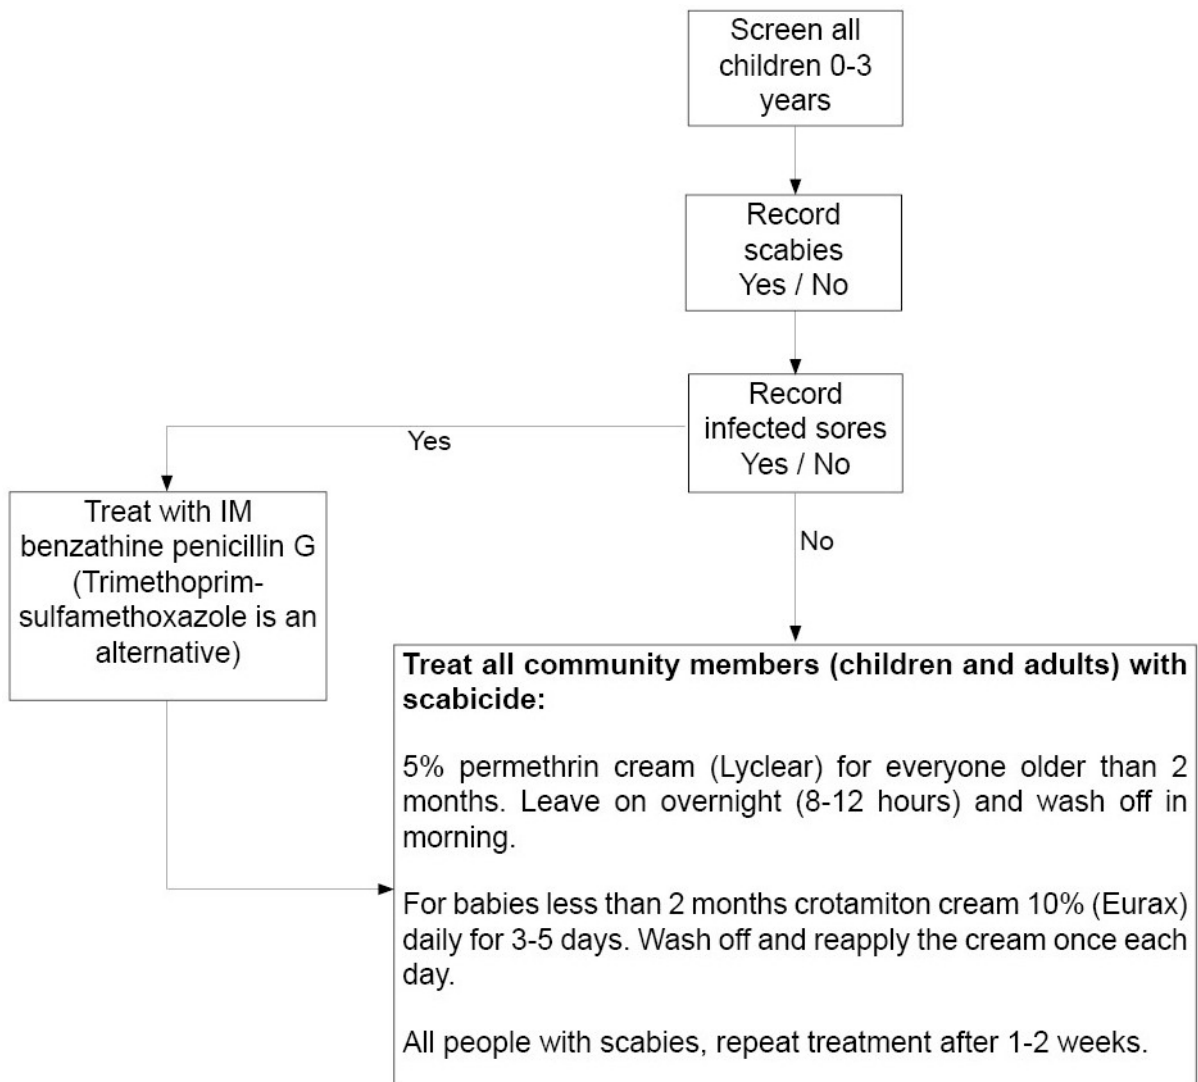 Screen all
children 0-3
years
Record
scabies
Yes / No
Record
infected sores
Yes / No
Yes
No
Treat with IM
benzathine penicillin G
(Trimethoprim-
sulfamethoxazole is an
alternative)
Treat all community members (children and adults) with
scabicide:
5% permethrin cream (Lyclear) for everyone older than 2
months. Leave on overnight (8-12 hours) and wash off in
morning.
For babies less than 2 months crotamiton cream 10% (Eurax)
daily for 3-5 days. Wash off and reapply the cream once each
day.
All people with scabies, repeat treatment after 1-2 weeks.